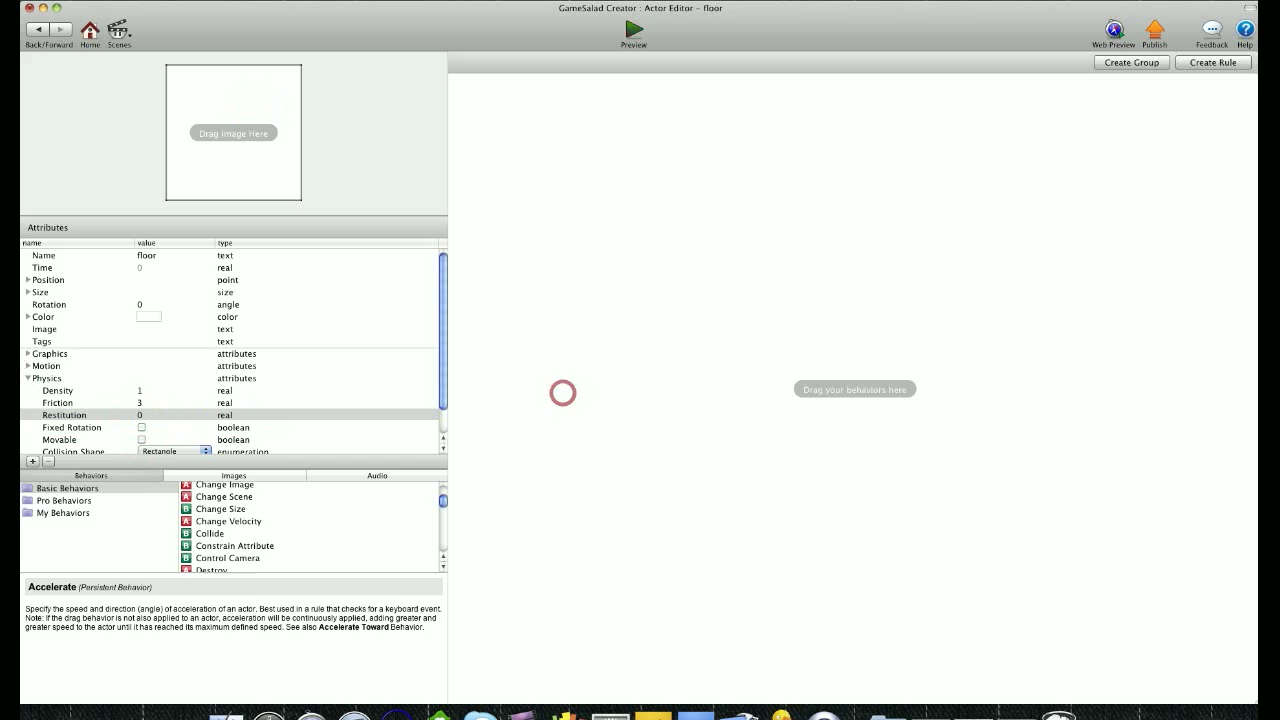 GameSalad Creator : Actor Editor - floor
Back/Forward Home Scenes Preview Web Preview Publish Feedback Help
Create Group Create Rule
Drag Image Here
Attributes
name value type
Name floor text
Time 0 real
Position point
Size size
Rotation 0 angle
Color color
Image text
Tags text
Graphics attributes
Motion attributes
Physics attributes
Density 1 real
Friction 3 real
Restitution 0 real
Fixed Rotation boolean
Movable boolean
Collision Shape Rectangle enumeration
Drag your behaviors here
Behaviors Images Audio
Basic Behaviors
Pro Behaviors
My Behaviors
Change Image
Change Scene
Change Size
Change Velocity
Collide
Constrain Attribute
Control Camera
Destroy
Accelerate (Persistent Behavior)
Specify the speed and direction (angle) of acceleration of an actor. Best used in a rule that checks for a keyboard event.
Note: If the drag behavior is not also applied to an actor, acceleration will be continuously applied, adding greater and
greater speed to the actor until it has reached its maximum defined speed. See also Accelerate Toward Behavior.